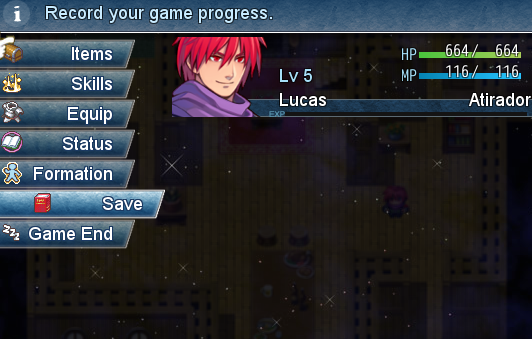 Record your game progress.
Items
Skills
Equip
Status
Formation
Save
Game End
HP 664/ 664
Lv 5
MP 116/ 116
Lucas
Atirador
EXP